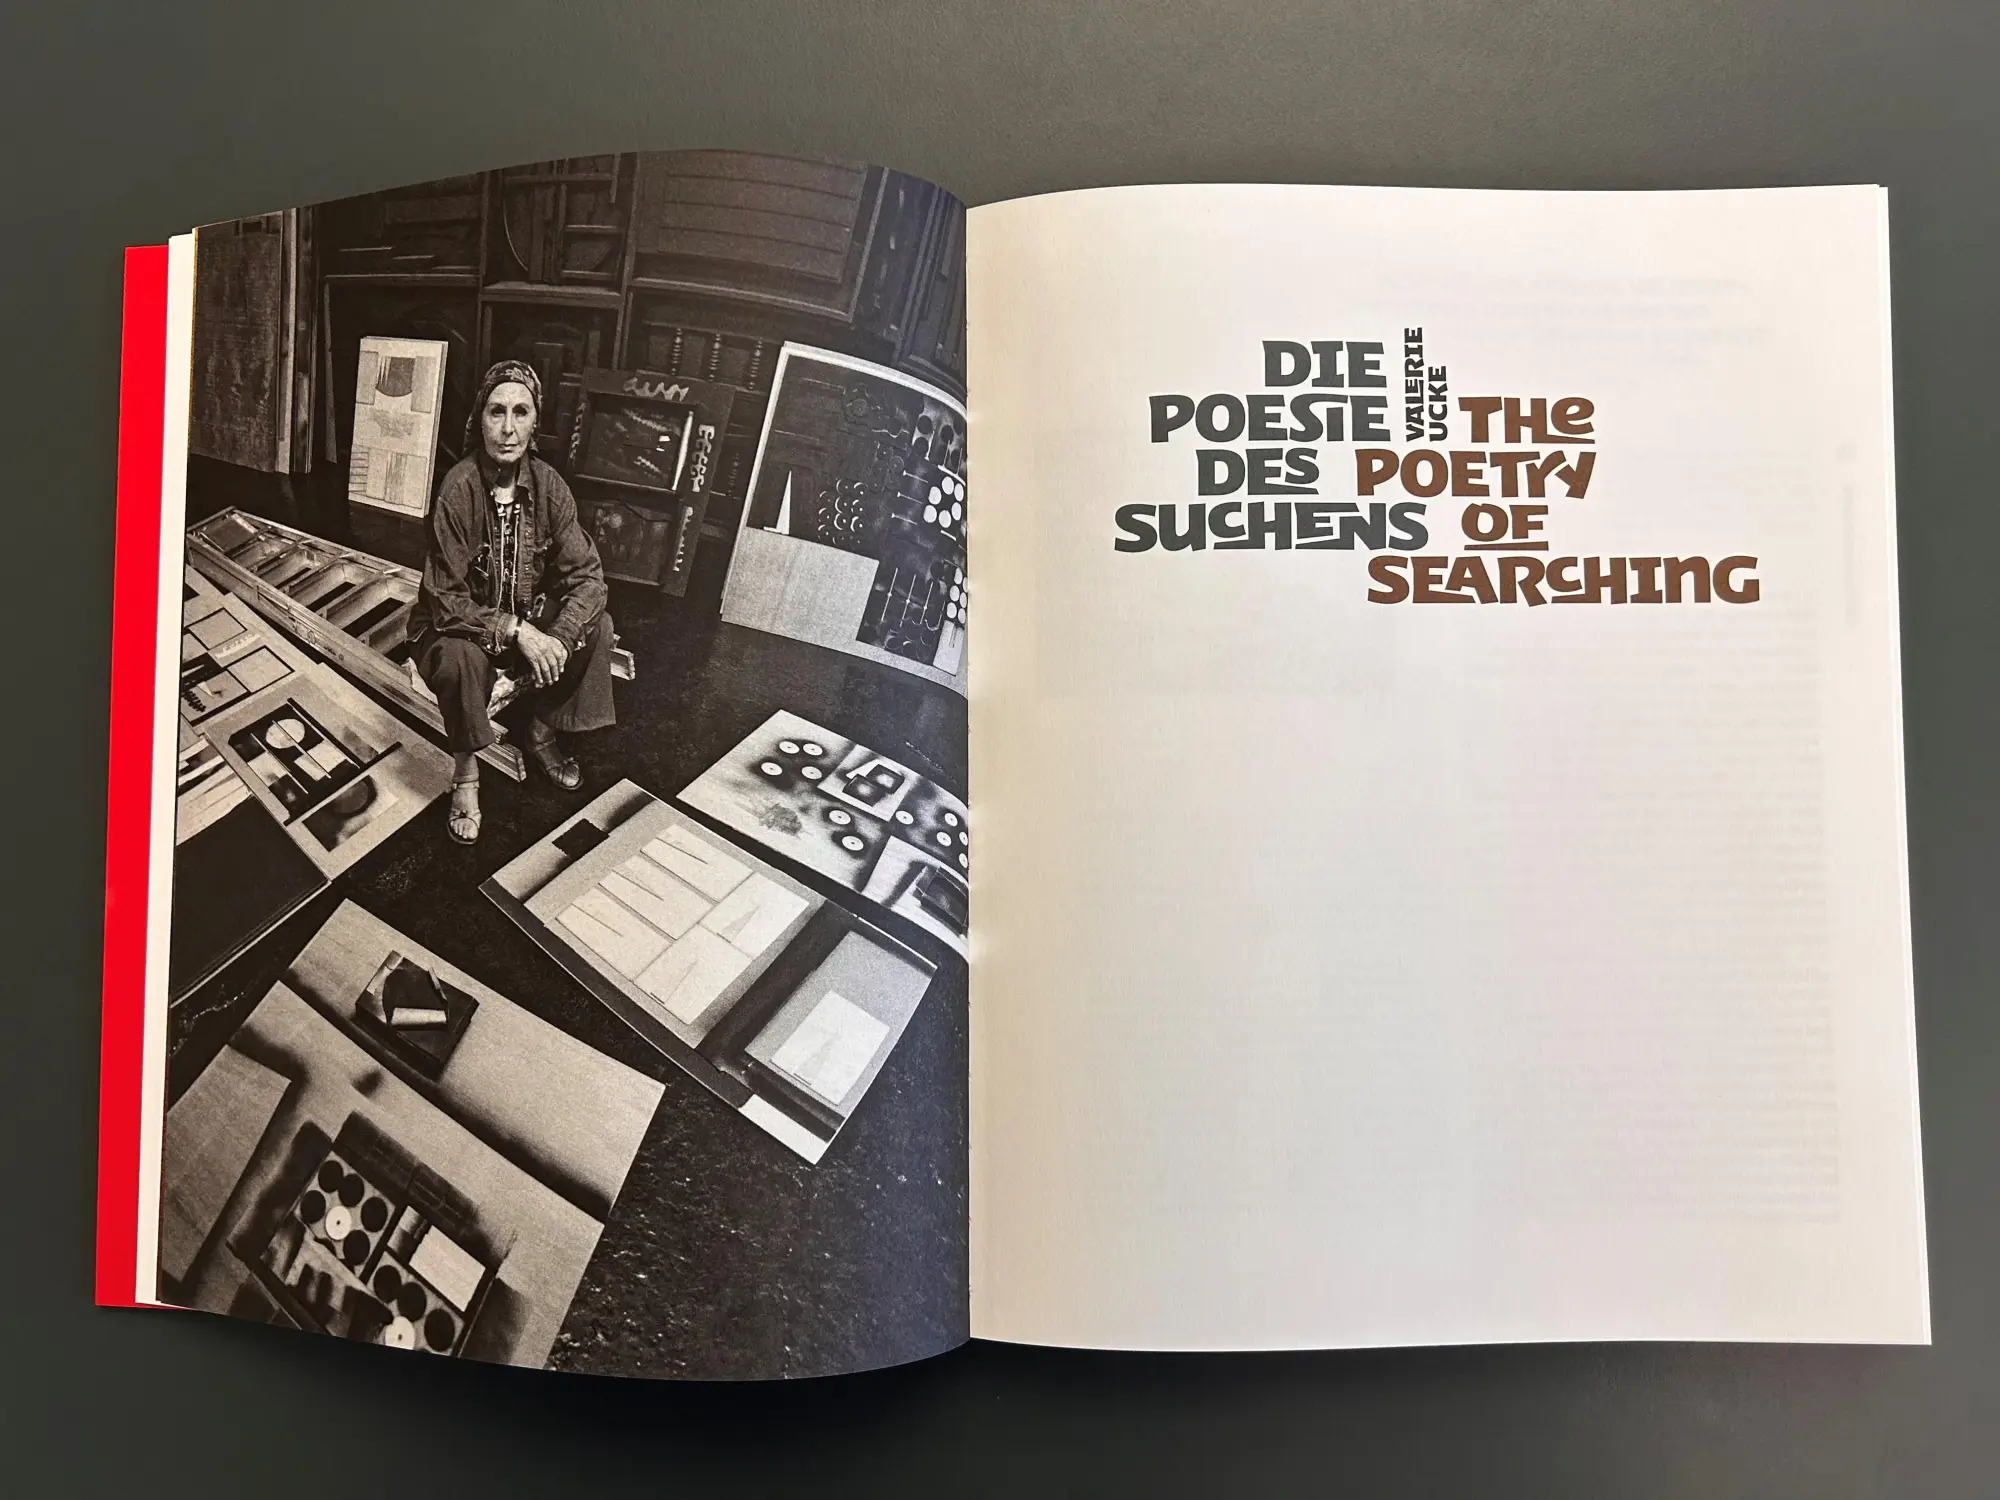 DIE
POESIE
DES
SUCHENS
VALERIE
UCKE
THE
POETRY
OF
SEARCHING